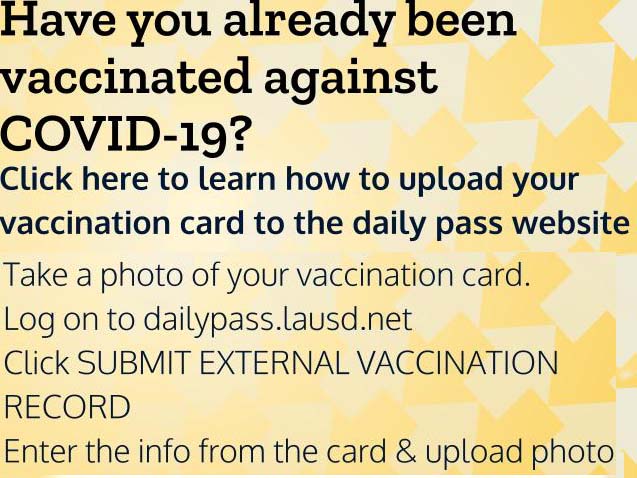 Have you already been
vaccinated against
COVID-19?
Click here to learn how to upload your
vaccination card to the daily pass website
Take a photo of your vaccination card.
Log on to dailypass.lausd.net
Click SUBMIT EXTERNAL VACCINATION
RECORD
Enter the info from the card & upload photo